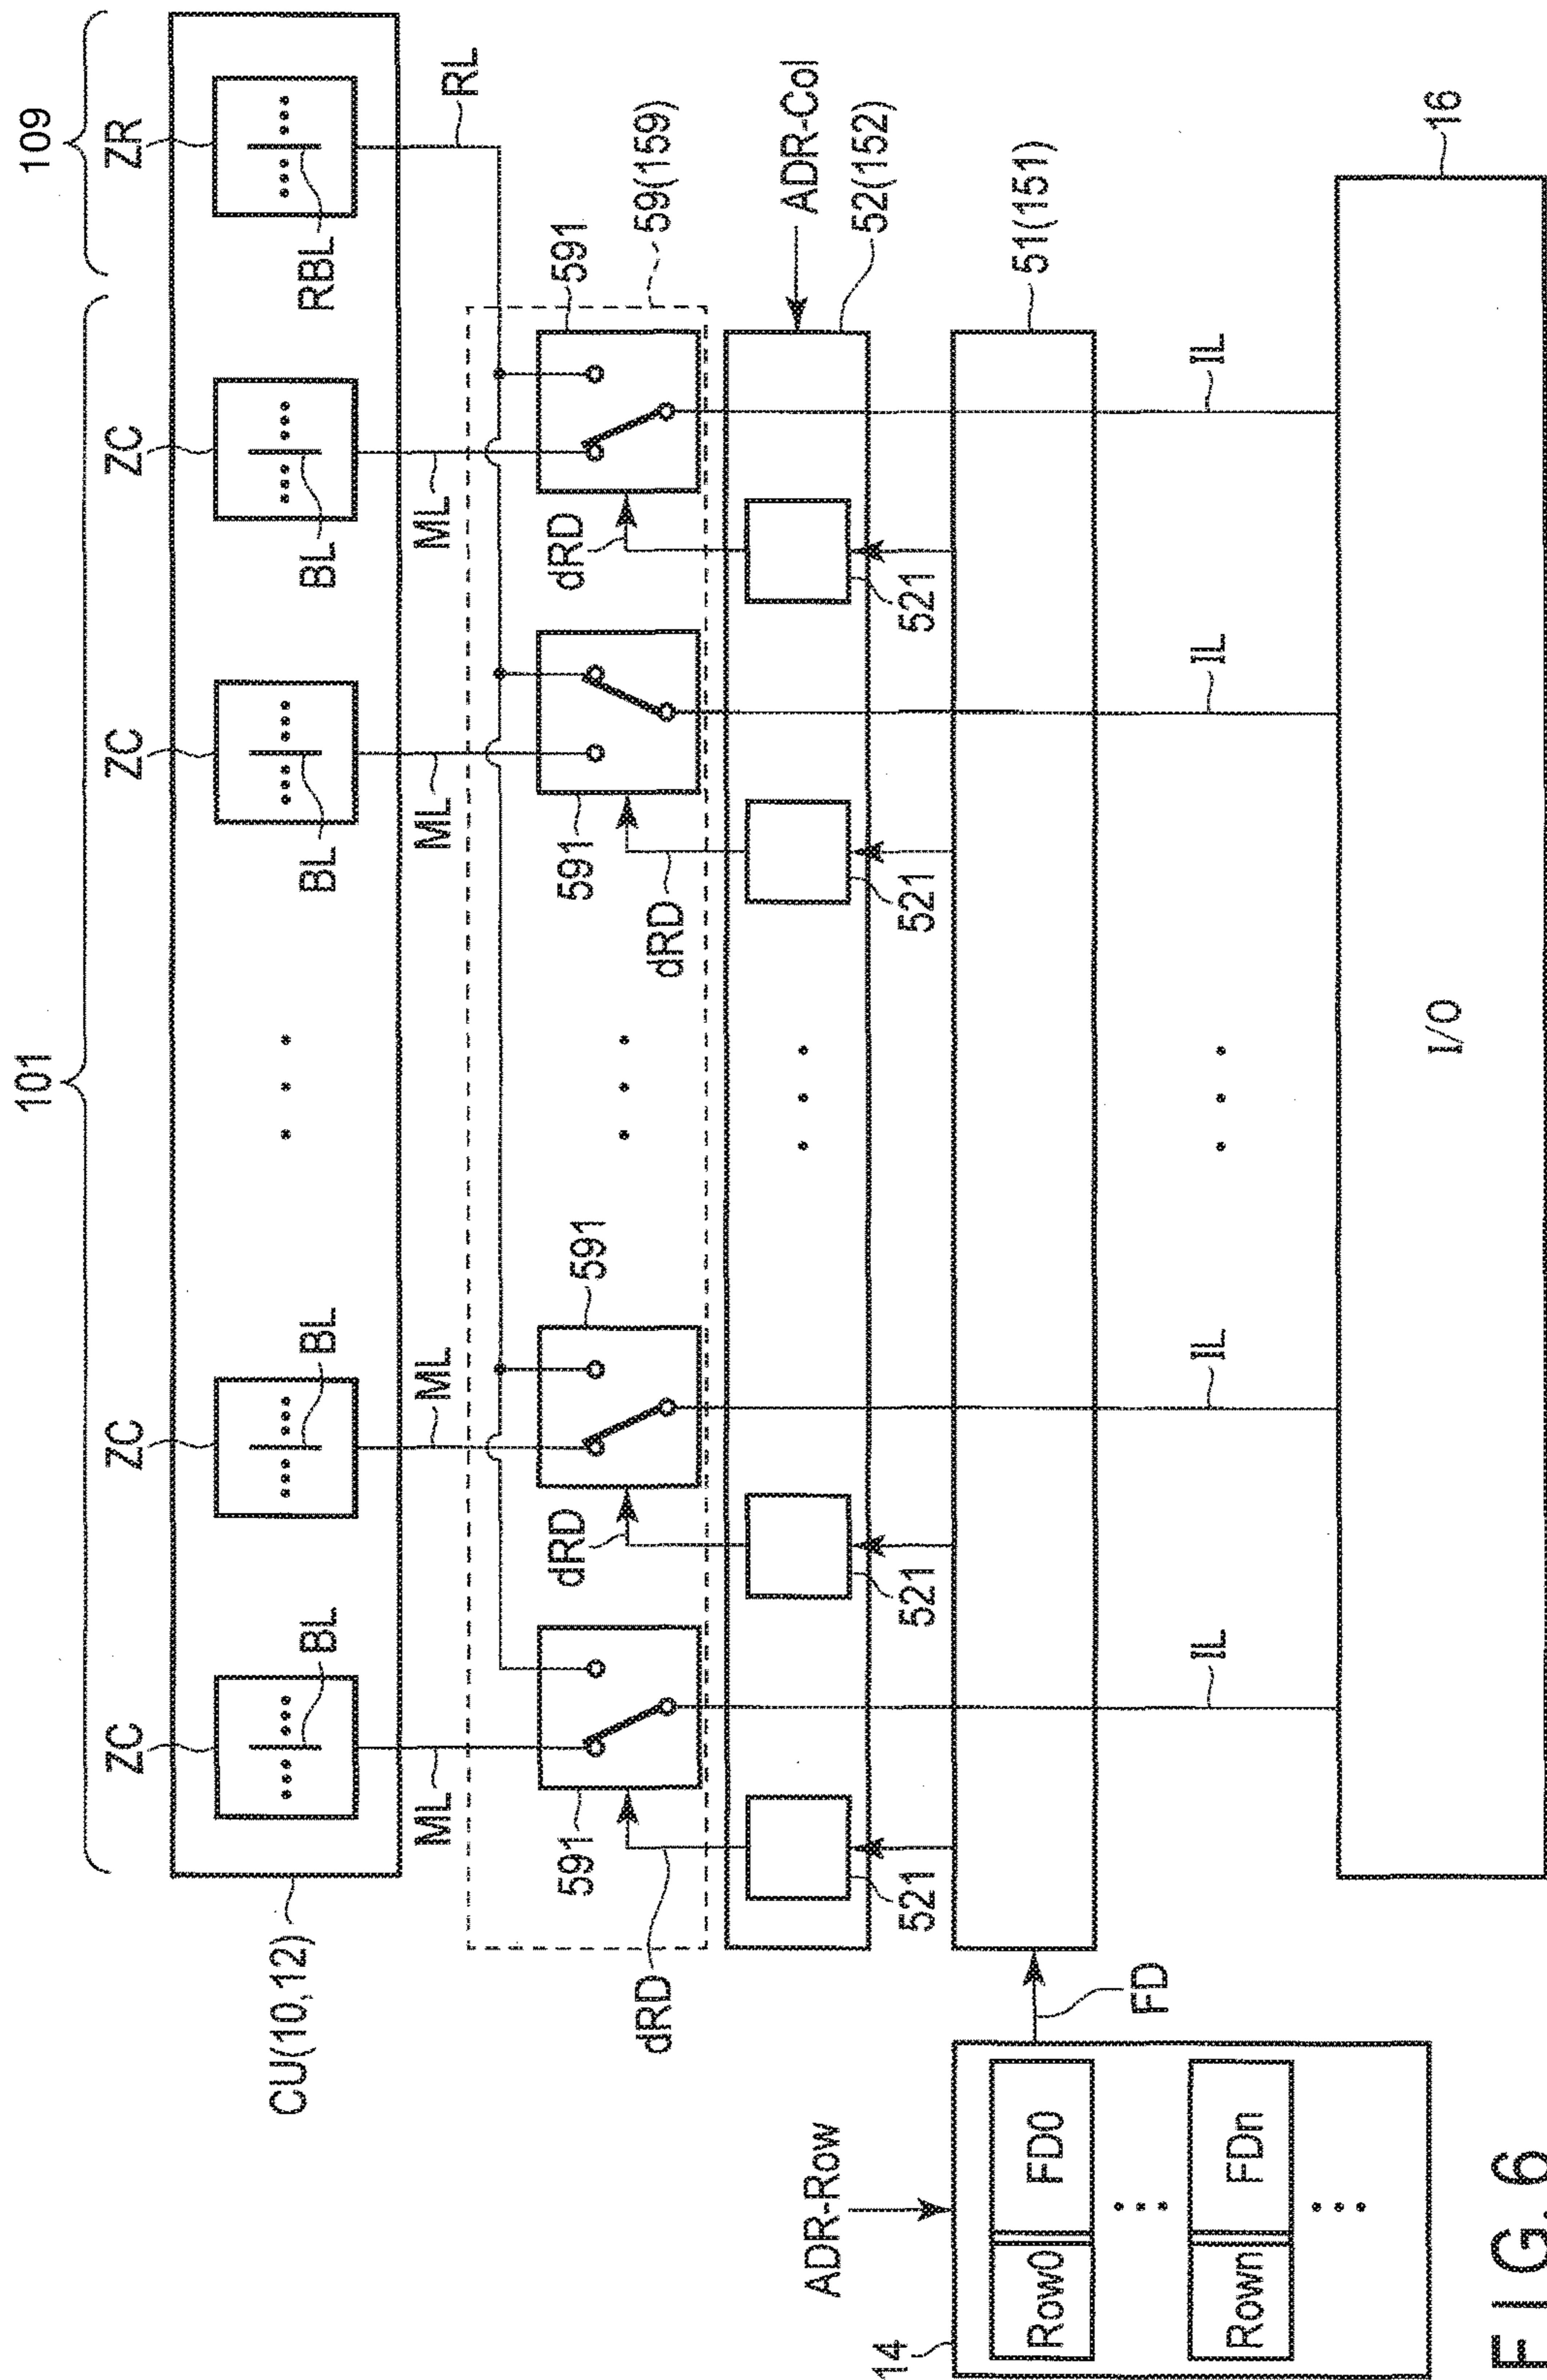 101
109
ZC
ZC
ZC
ZC
ZR
BL
BL
BL
BL
RBL
CU(10,12)
ML
ML
ML
ML
RL
591
591
591
591
59(159)
dRD
dRD
dRD
dRD
ADR-Col
52(152)
521
521
521
521
51(151)
ADR-Row
14
Row0
FD0
Rown
FDn
FD
IL
IL
IL
IL
16
I/O
FIG. 6